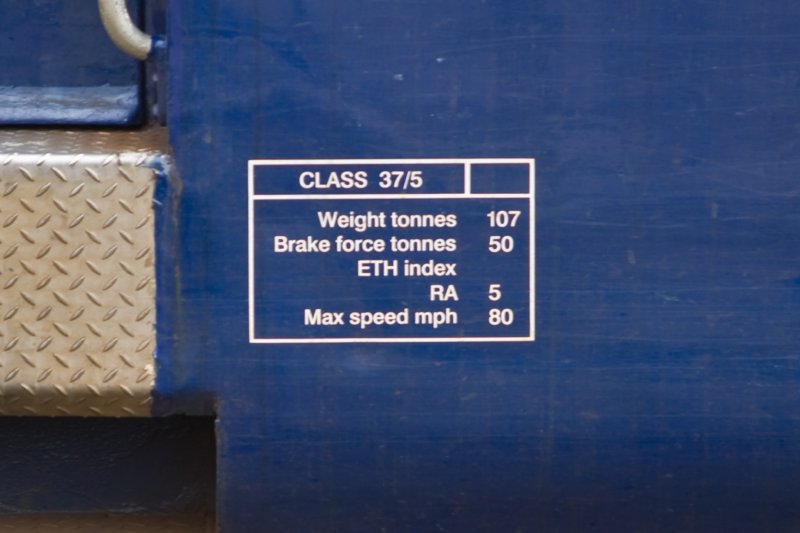 CLASS 37/5
Weight tonnes 107
Brake force tonnes 50
ETH index
RA 5
Max speed mph 80